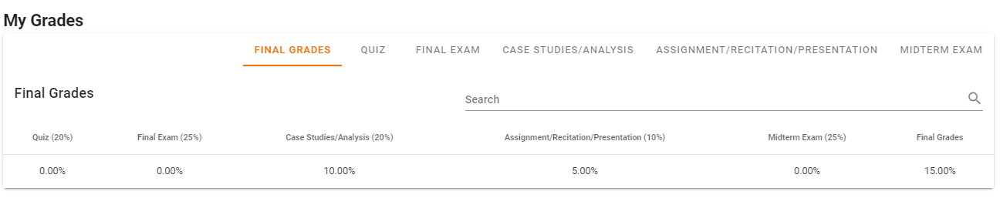 My Grades
FINAL GRADES QUIZ FINAL EXAM CASE STUDIES/ANALYSIS ASSIGNMENT/RECITATION/PRESENTATION MIDTERM EXAM
Final Grades
Search
Quiz (20%) Final Exam (25%) Case Studies/Analysis (20%) Assignment/Recitation/Presentation (10%) Midterm Exam (25%) Final Grades
0.00% 0.00% 10.00% 5.00% 0.00% 15.00%